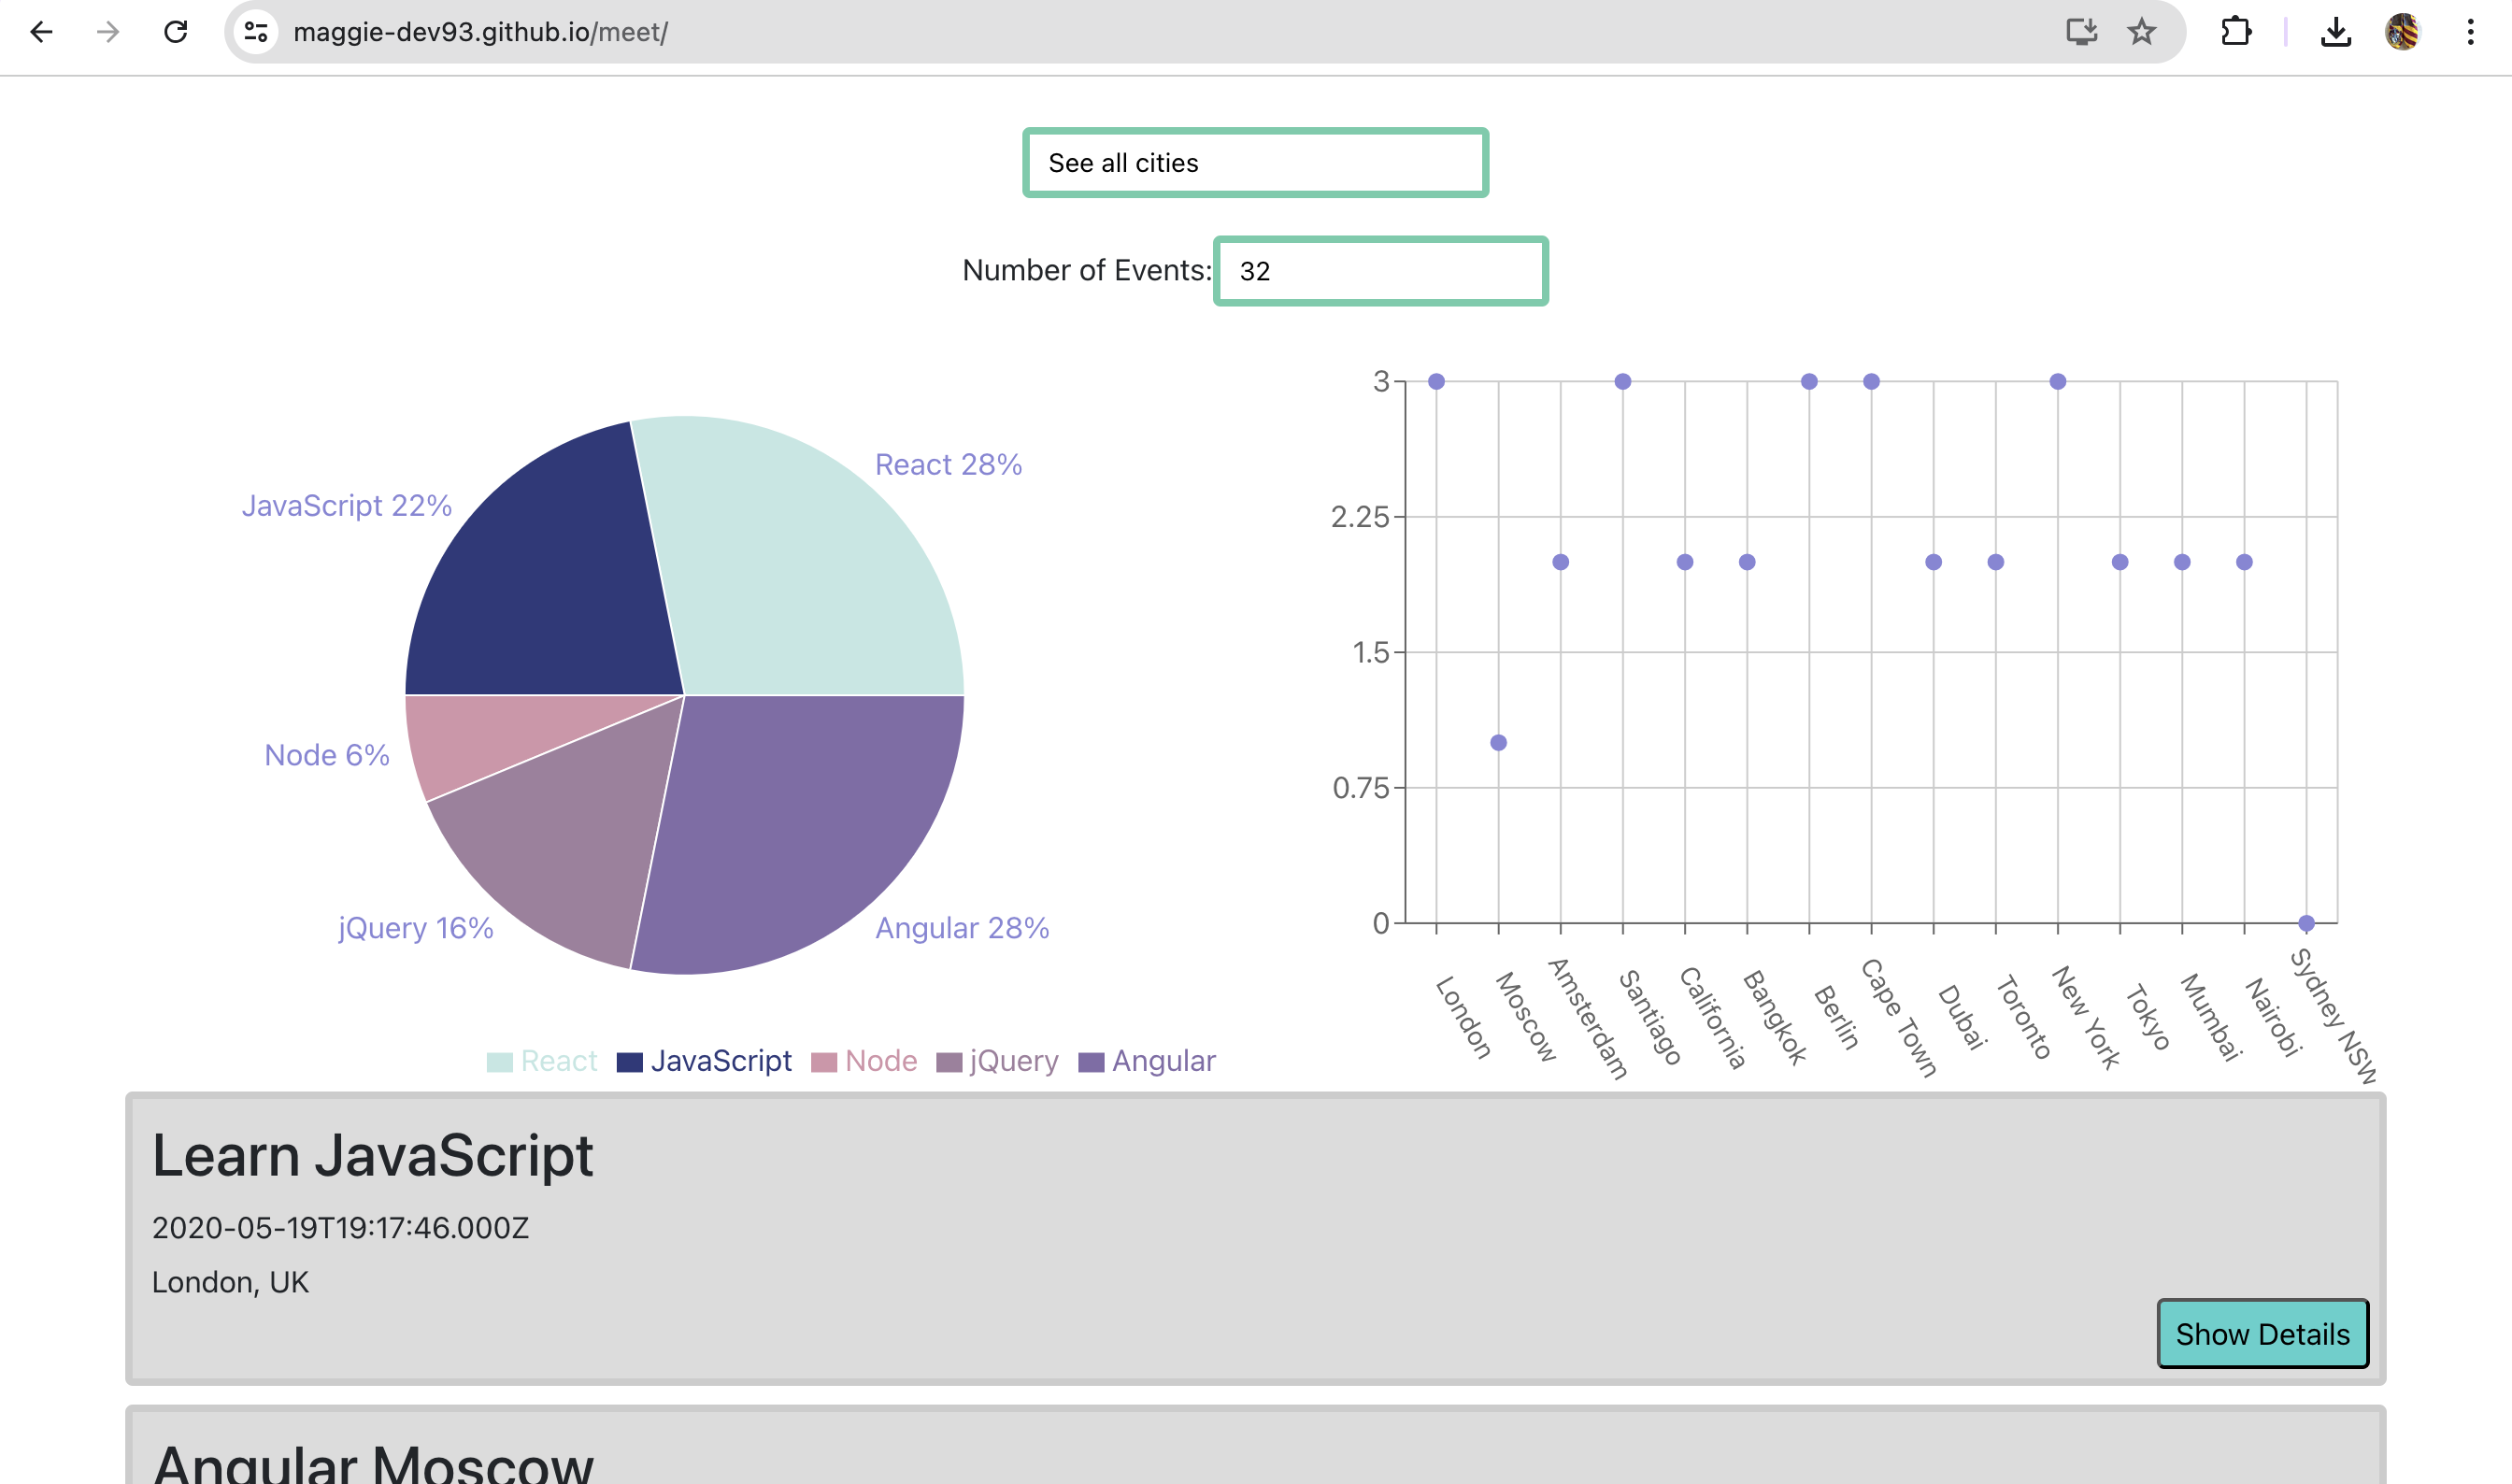 maggie-dev93.github.io/meet/
See all cities
Number of Events: 32
React 28%
JavaScript 22%
Node 6%
jQuery 16%
Angular 28%
React JavaScript Node jQuery Angular
3
2.25
1.5
0.75
0
London
Moscow
Amsterdam
Santiago
California
Bangkok
Berlin
Cape Town
Dubai
Toronto
New York
Tokyo
Mumbai
Nairobi
Sydney NSW
Learn JavaScript
2020-05-19T19:17:46.000Z
London, UK
Show Details
Angular Moscow